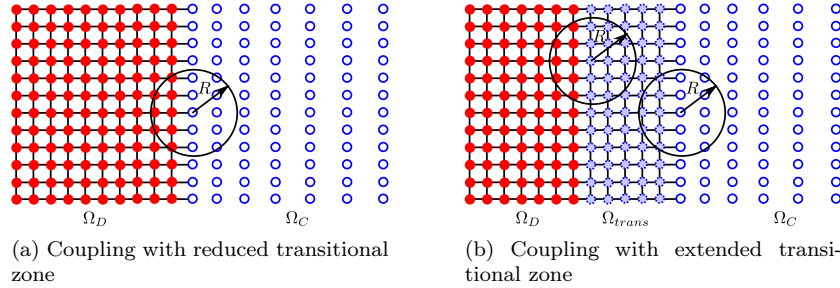 R
R
R
Ω_D
Ω_C
Ω_D
Ω_trans
Ω_C
(a) Coupling with reduced transitional
zone
(b) Coupling with extended transi-
tional zone